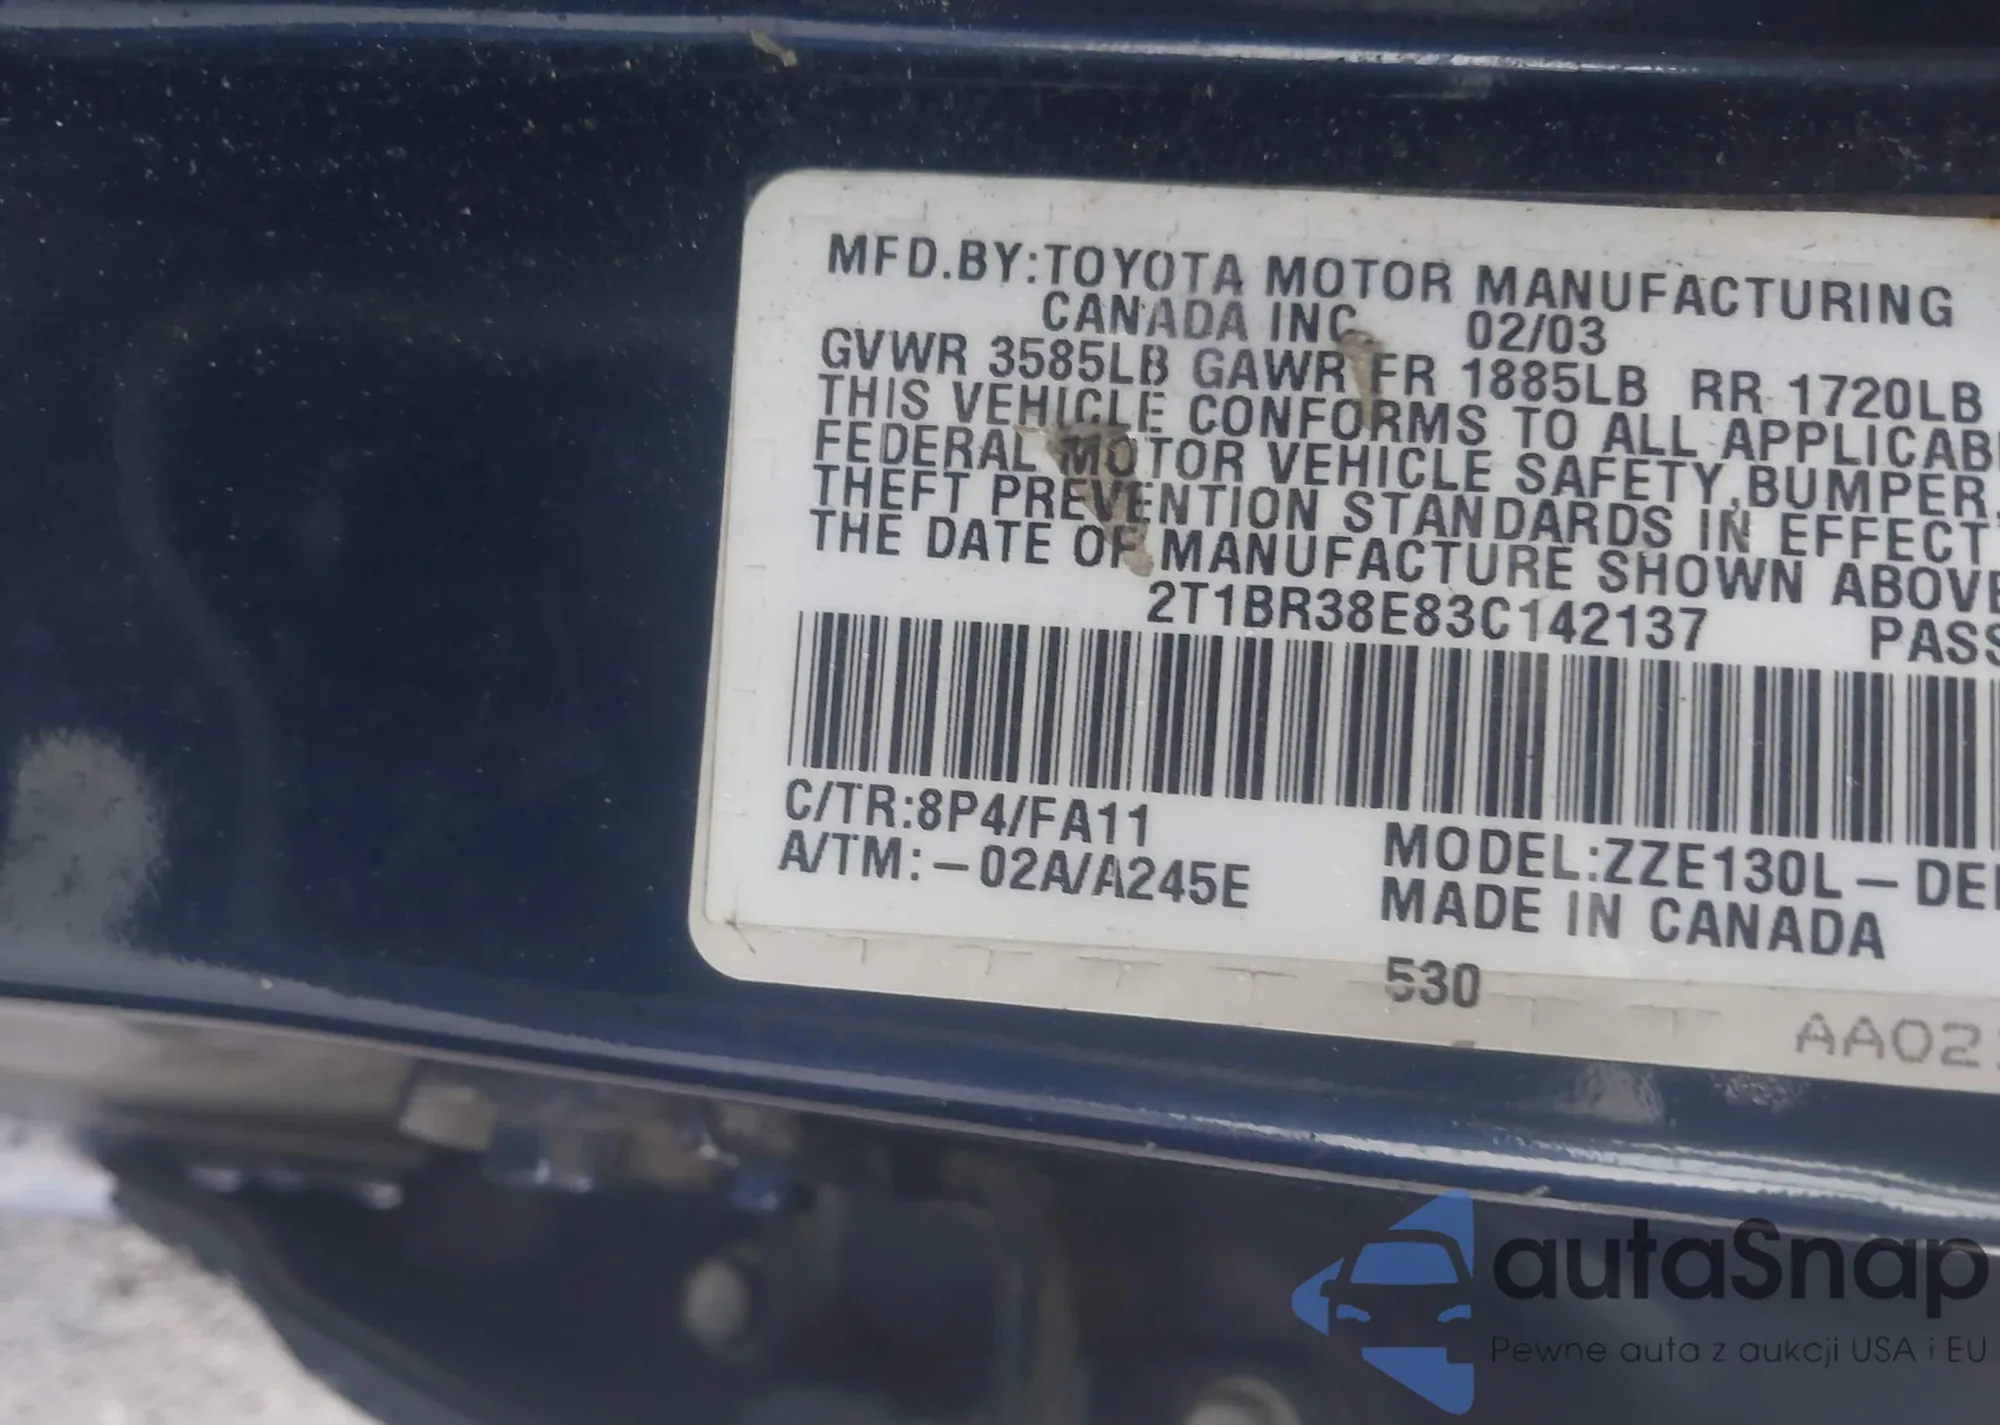 MFD.BY:TOYOTA MOTOR MANUFACTURING
CANADA INC 02/03
GVWR 3585LB GAWR FR 1885LB RR 1720LB
THIS VEHICLE CONFORMS TO ALL APPLICAB
FEDERAL MOTOR VEHICLE SAFETY,BUMPER,
THEFT PREVENTION STANDARDS IN EFFECT
THE DATE OF MANUFACTURE SHOWN ABOVE
2T1BR38E83C142137 PASS
C/TR:8P4/FA11
A/TM:-02A/A245E
MODEL:ZZE130L-DE
MADE IN CANADA
530
AA02
autaSnap
Pewne auta z aukcji USA i EU